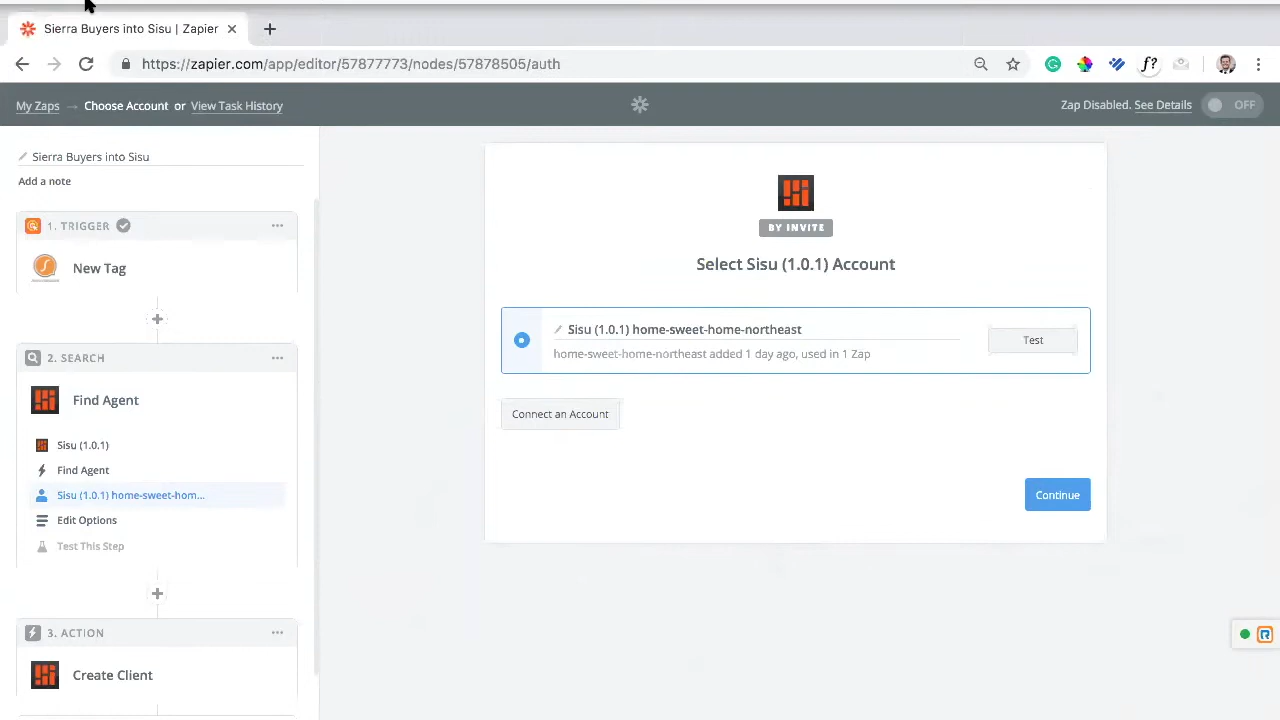 Sierra Buyers into Sisu | Zapier
https://zapier.com/app/editor/57877773/nodes/57878505/auth
f?
My Zaps → Choose Account or View Task History
Zap Disabled. See Details
OFF
Sierra Buyers into Sisu
Add a note
1. TRIGGER
New Tag
2. SEARCH
Find Agent
Sisu (1.0.1)
Find Agent
Sisu (1.0.1) home-sweet-hom...
Edit Options
Test This Step
3. ACTION
Create Client
BY INVITE
Select Sisu (1.0.1) Account
Sisu (1.0.1) home-sweet-home-northeast
home-sweet-home-northeast added 1 day ago, used in 1 Zap
Test
Connect an Account
Continue